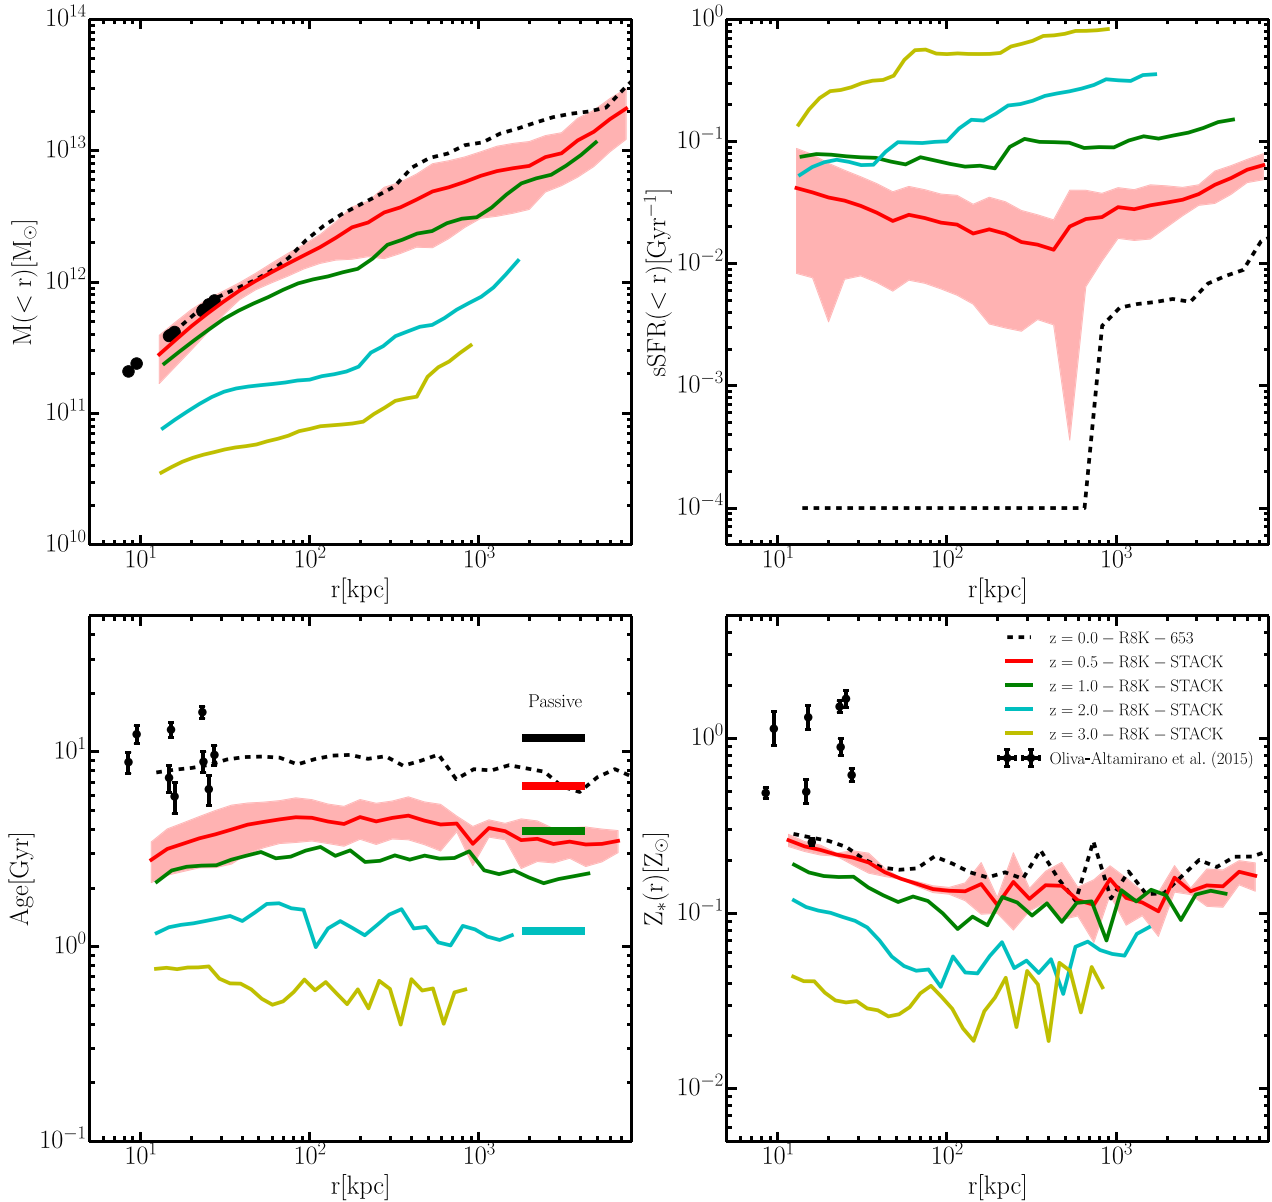 10^14
10^13
10^12
10^11
10^10
M(< r)[M_⊙]
10^1
10^2
10^3
r[kpc]
10^0
10^−1
10^−2
10^−3
10^−4
sSFR(< r)[Gyr^−1]
10^1
10^2
10^3
r[kpc]
10^1
10^0
10^−1
Age[Gyr]
Passive
10^1
10^2
10^3
r[kpc]
10^0
10^−1
10^−2
Z_*(r)[Z_⊙]
z = 0.0 − R8K − 653
z = 0.5 − R8K − STACK
z = 1.0 − R8K − STACK
z = 2.0 − R8K − STACK
z = 3.0 − R8K − STACK
Oliva-Altamirano et al. (2015)
10^1
10^2
10^3
r[kpc]